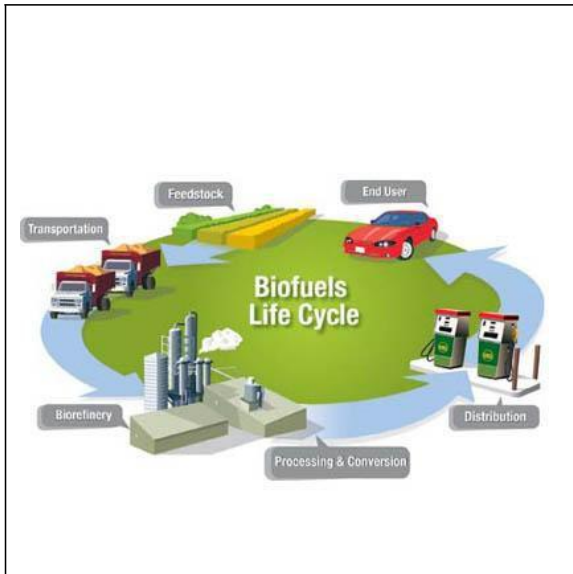 Feedstock
End User
Transportation
Biofuels
Life Cycle
Biorefinery
Distribution
Processing & Conversion